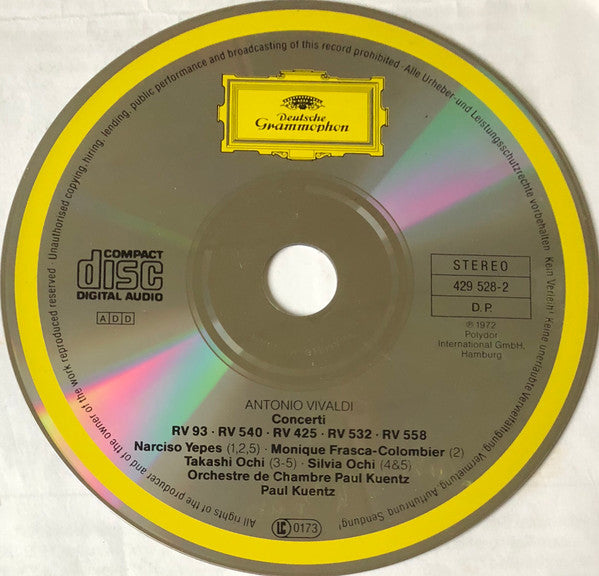 All rights of the producer and of the owner of the work reproduced reserved · Unauthorised copying, hiring, lending, public performance and broadcasting of this record prohibited · Alle Urheber- und Leistungsschutzrechte vorbehalten · Kein Verleih! Keine unerlaubte Vervielfältigung, Vermietung, Aufführung, Sendung!
Deutsche
Grammophon
COMPACT
disc
DIGITAL AUDIO
A D D
STEREO
429 528-2
D.P.
℗ 1972
Polydor
International GmbH,
Hamburg
ANTONIO VIVALDI
Concerti
RV 93 · RV 540 · RV 425 · RV 532 · RV 558
Narciso Yepes (1,2,5) · Monique Frasca-Colombier (2)
Takashi Ochi (3-5) · Silvia Ochi (4&5)
Orchestre de Chambre Paul Kuentz
Paul Kuentz
LC 0173